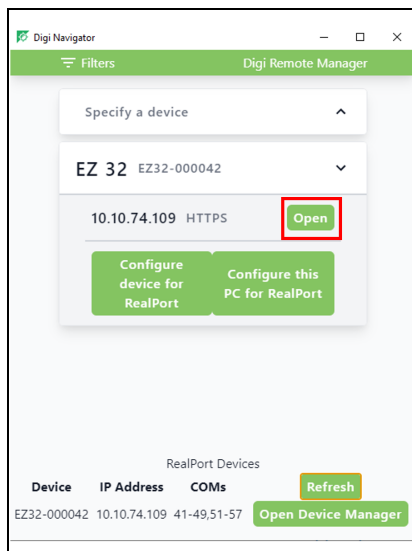 Digi Navigator
Filters Digi Remote Manager
Specify a device
EZ 32 EZ32-000042
10.10.74.109 HTTPS Open
Configure
device for
RealPort
Configure this
PC for RealPort
RealPort Devices
Device IP Address COMs Refresh
EZ32-000042 10.10.74.109 41-49,51-57 Open Device Manager